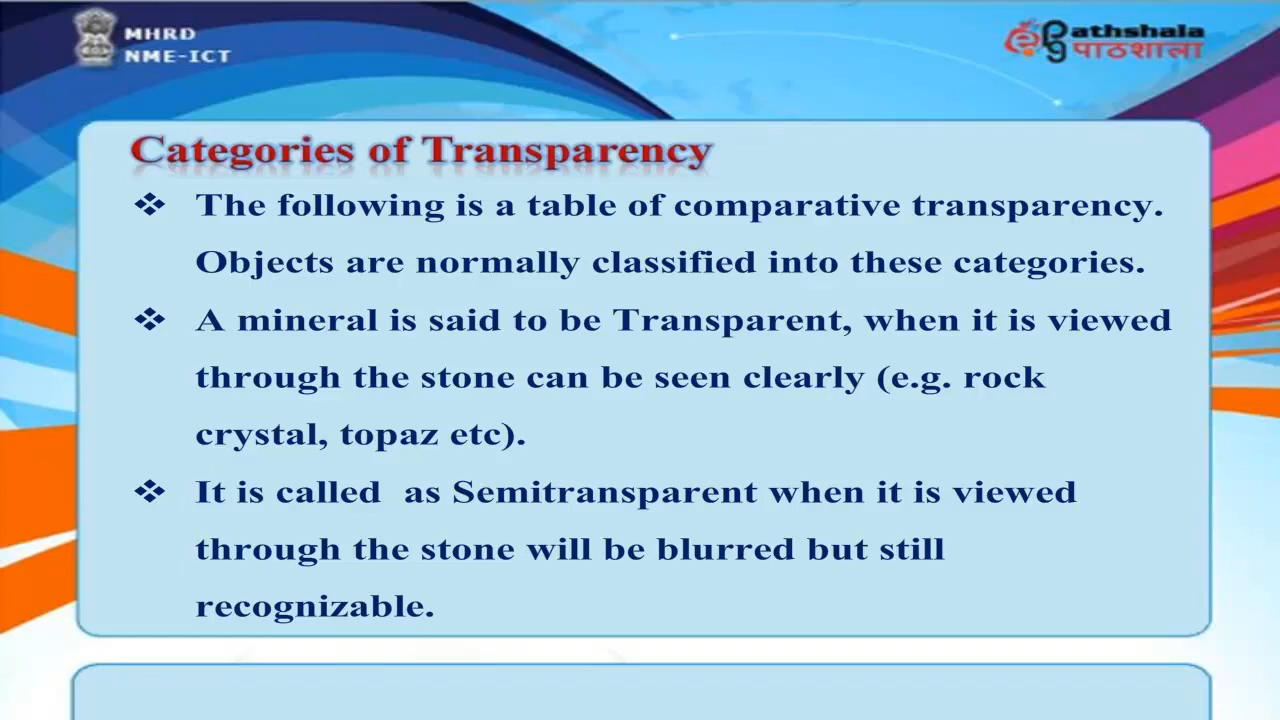 MHRD
NME-ICT
athshala
पाठशाला
Categories of Transparency
❖ The following is a table of comparative transparency.
Objects are normally classified into these categories.
❖ A mineral is said to be Transparent, when it is viewed
through the stone can be seen clearly (e.g. rock
crystal, topaz etc).
❖ It is called  as Semitransparent when it is viewed
through the stone will be blurred but still
recognizable.